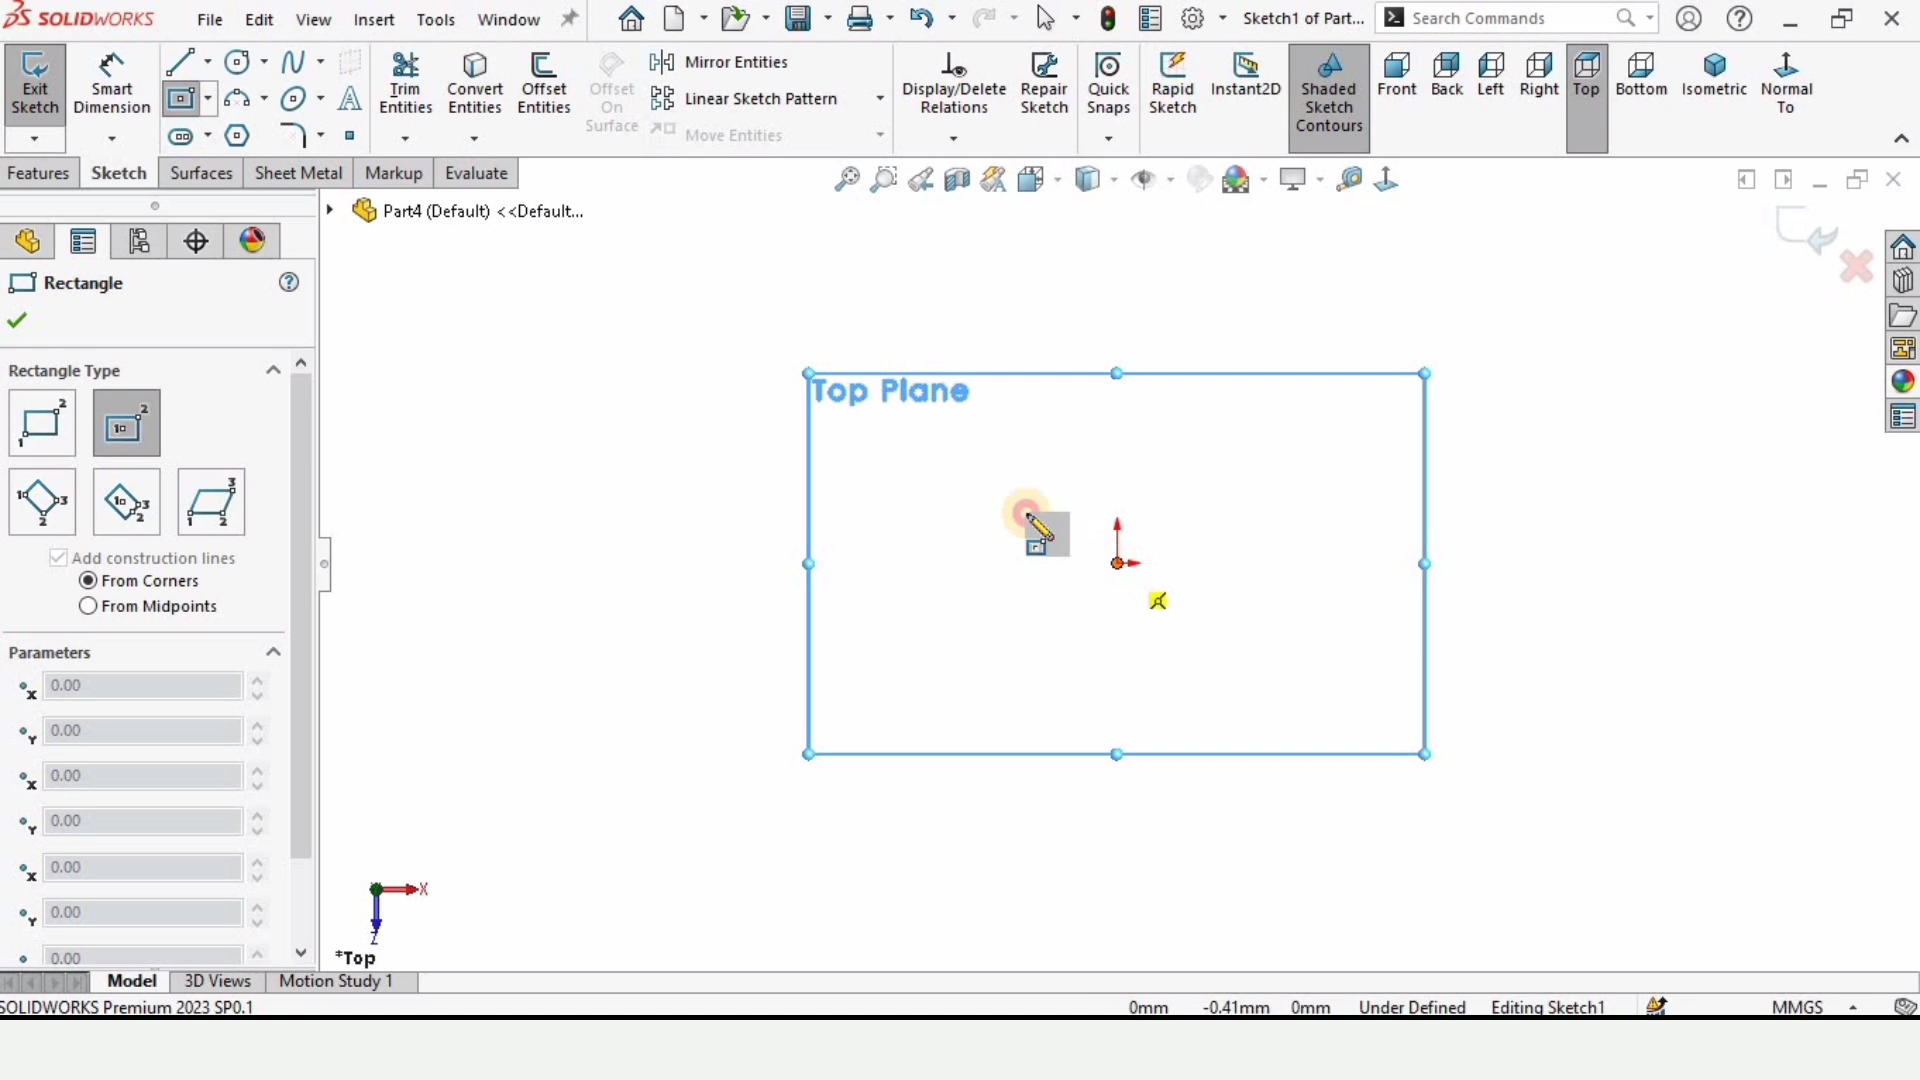 SOLIDWORKS
File Edit View Insert Tools Window
Sketch1 of Part...
Search Commands
Exit Sketch
Smart Dimension
Trim Entities
Convert Entities
Offset Entities
Offset On Surface
Mirror Entities
Linear Sketch Pattern
Move Entities
Display/Delete Relations
Repair Sketch
Quick Snaps
Rapid Sketch
Instant2D
Shaded Sketch Contours
Front Back Left Right Top Bottom Isometric Normal To
Features Sketch Surfaces Sheet Metal Markup Evaluate
Part4 (Default) <<Default...
Rectangle
Rectangle Type
Add construction lines
From Corners
From Midpoints
Parameters
X 0.00
Y 0.00
X 0.00
Y 0.00
X 0.00
Y 0.00
0.00
Top Plane
X
Z
*Top
Model 3D Views Motion Study 1
SOLIDWORKS Premium 2023 SP0.1
0mm -0.41mm 0mm Under Defined Editing Sketch1 MMGS